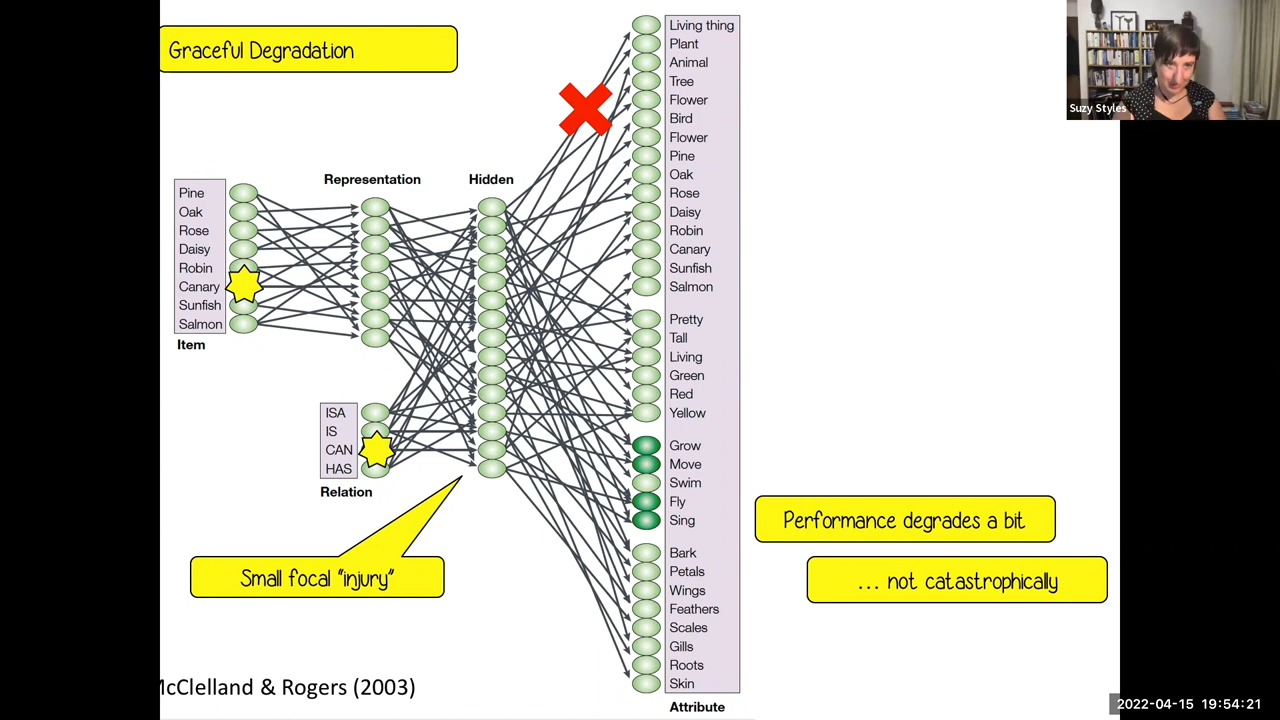 Graceful Degradation
Suzy Styles
Representation
Hidden
Pine
Oak
Rose
Daisy
Robin
Canary
Sunfish
Salmon
Item
ISA
IS
CAN
HAS
Relation
Small focal "injury"
Living thing
Plant
Animal
Tree
Flower
Bird
Flower
Pine
Oak
Rose
Daisy
Robin
Canary
Sunfish
Salmon
Pretty
Tall
Living
Green
Red
Yellow
Grow
Move
Swim
Fly
Sing
Bark
Petals
Wings
Feathers
Scales
Gills
Roots
Skin
Attribute
Performance degrades a bit
... not catastrophically
McClelland & Rogers (2003)
2022-04-15 19:54:21